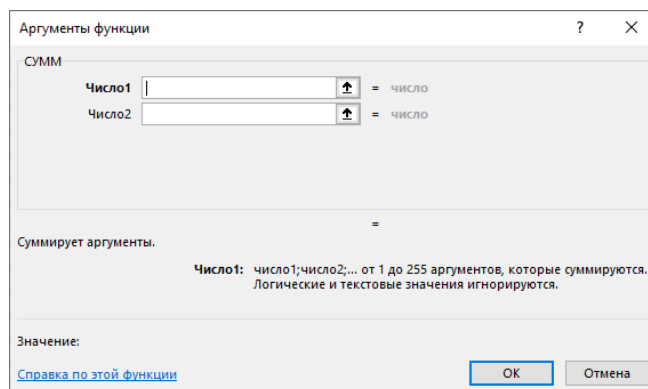 Аргументы функции ?
СУММ
Число1 = число
Число2 = число
=
Суммирует аргументы.
Число1: число1;число2;... от 1 до 255 аргументов, которые суммируются.
Логические и текстовые значения игнорируются.
Значение:
Справка по этой функции ОК Отмена